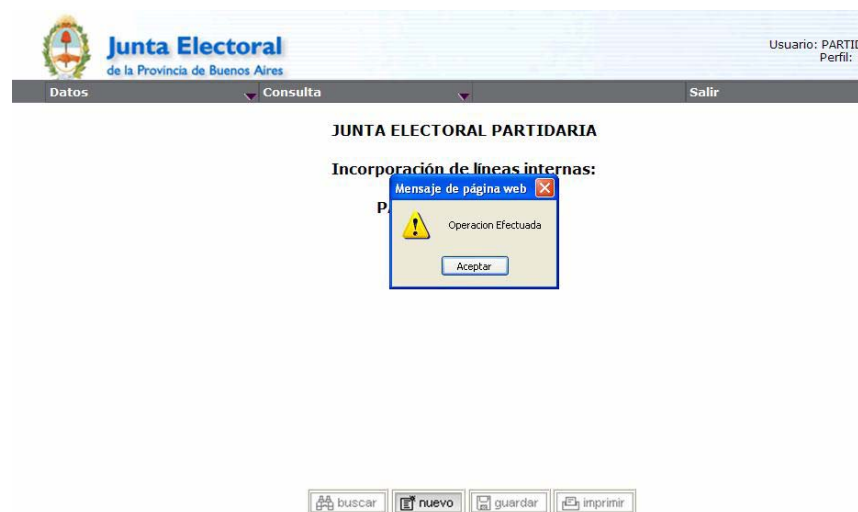 Junta Electoral
de la Provincia de Buenos Aires
Usuario: PARTI
Perfil:
Datos
Consulta
Salir
JUNTA ELECTORAL PARTIDARIA
Incorporación de líneas internas:
Mensaje de página web
Operacion Efectuada
Aceptar
buscar
nuevo
guardar
imprimir